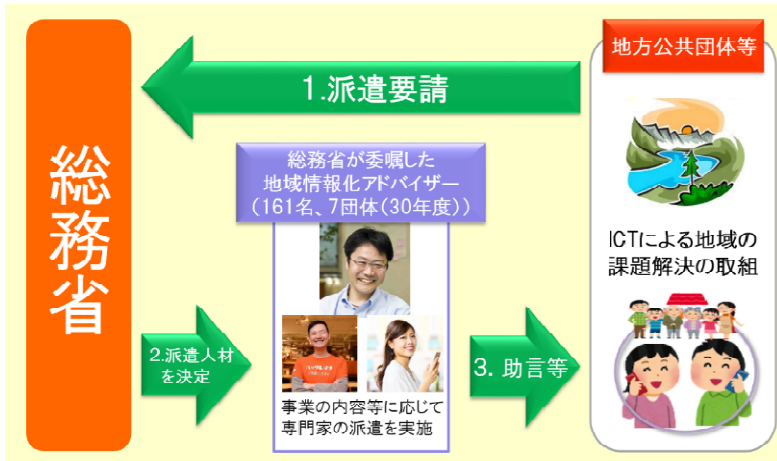 総務省
1.派遣要請
地方公共団体等
総務省が委嘱した
地域情報化アドバイザー
(161名、7団体(30年度))
ICTによる地域の
課題解決の取組
2.派遣人材
を決定
3. 助言等
事業の内容等に応じて
専門家の派遣を実施